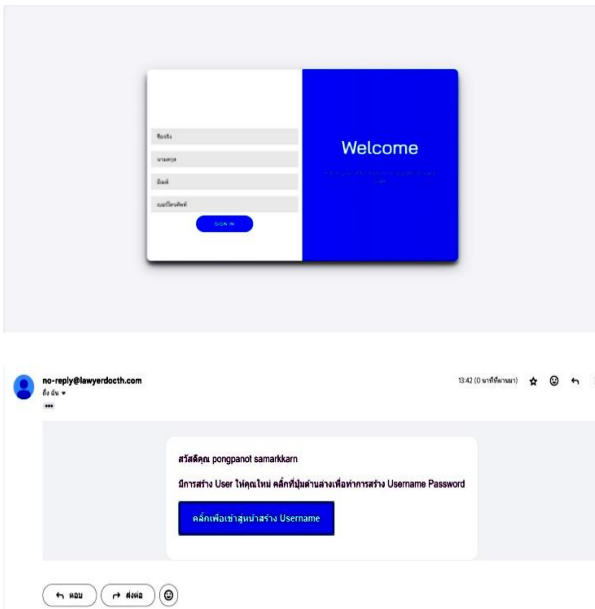 ชื่อจริง
นามสกุล
อีเมล์
เบอร์โทรศัพท์
SIGN IN
Welcome
no-reply@lawyerdocth.com
13:42 (0 นาทีที่ผ่านมา)
ถึง ฉัน
สวัสดีคุณ pongpanot samarkkarn
มีการสร้าง User ให้คุณใหม่ คลิ้กที่ปุ่มด้านล่างเพื่อทำการสร้าง Username Password
คลิ้กเพื่อเข้าสู่หน้าสร้าง Username
ตอบ
ส่งต่อ